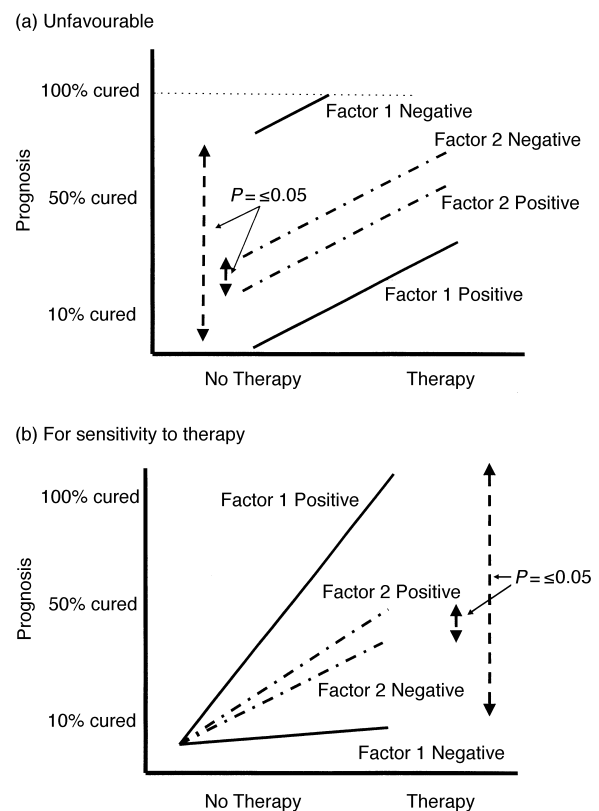 (a) Unfavourable
100% cured
Factor 1 Negative
Factor 2 Negative
Prognosis
50% cured
P = ≤0.05
Factor 2 Positive
Factor 1 Positive
10% cured
No Therapy
Therapy
(b) For sensitivity to therapy
100% cured
Factor 1 Positive
P = ≤0.05
Factor 2 Positive
50% cured
Prognosis
Factor 2 Negative
10% cured
Factor 1 Negative
No Therapy
Therapy